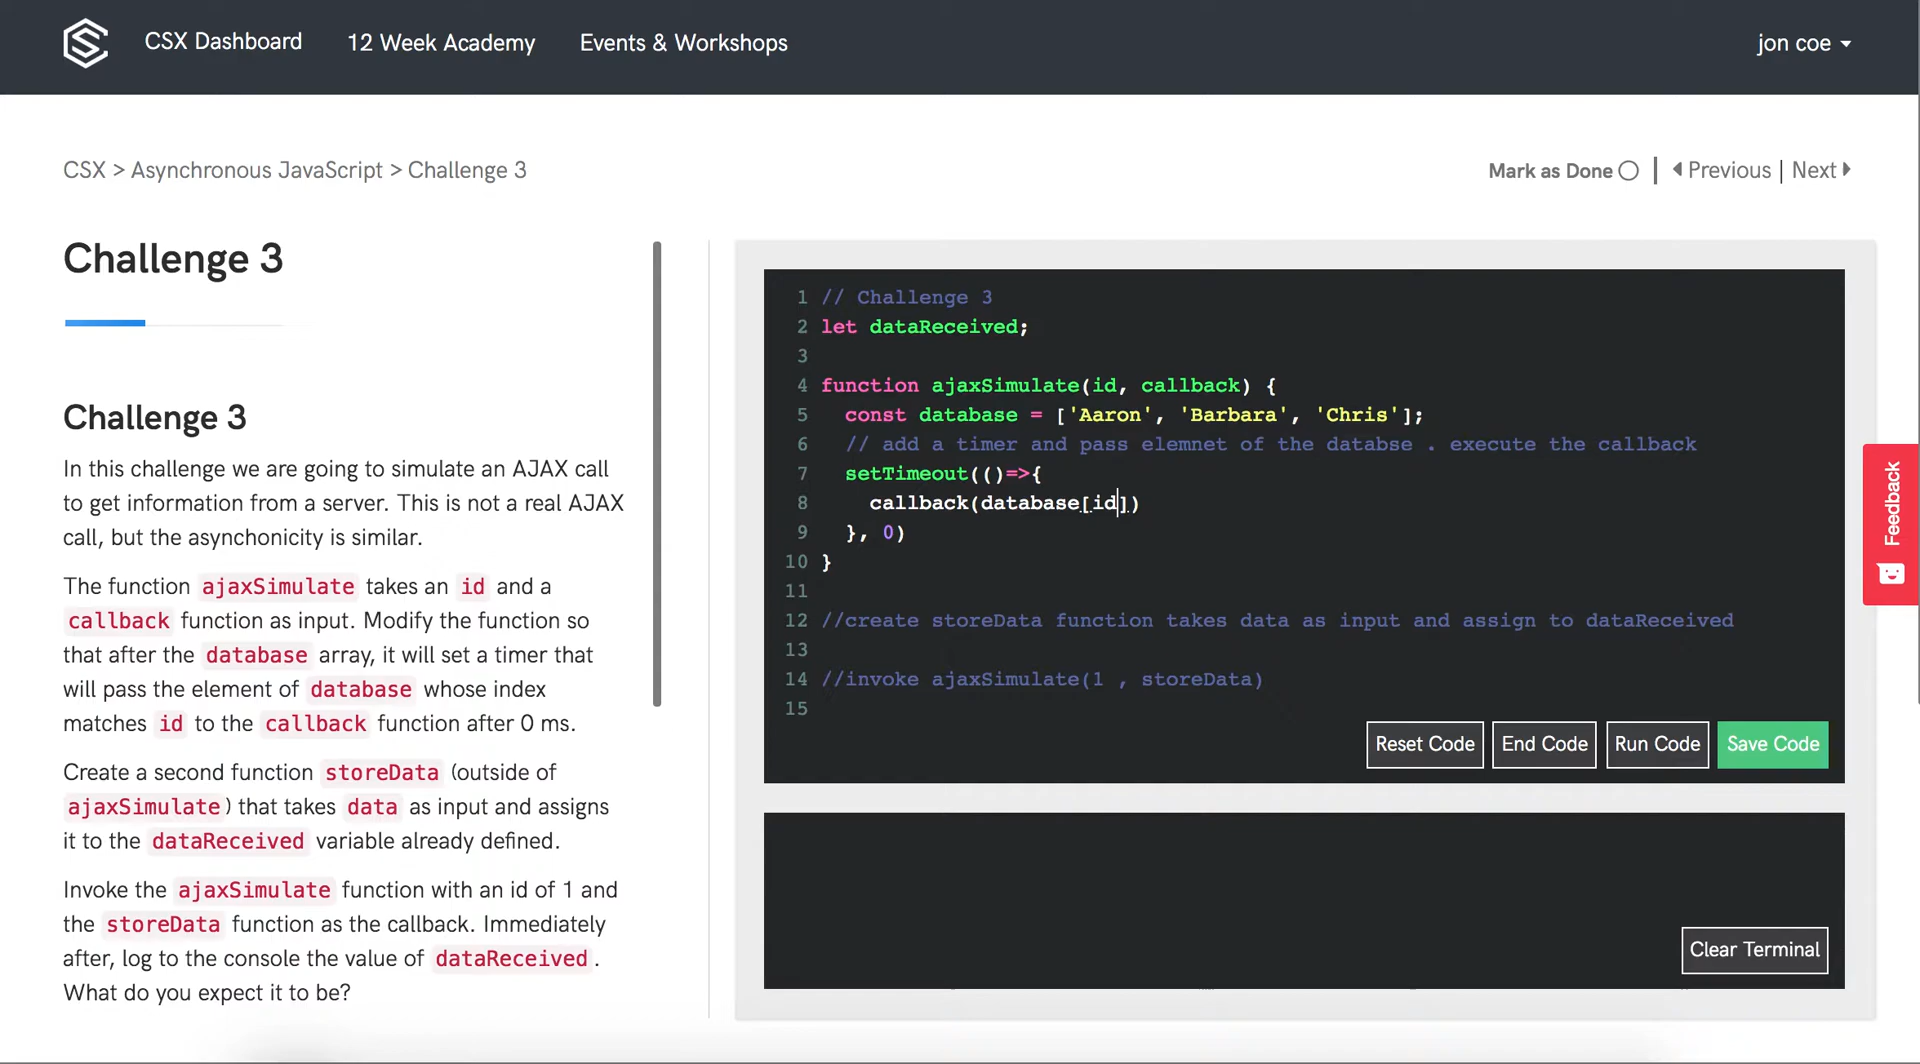 CSX Dashboard 12 Week Academy Events & Workshops jon coe
CSX > Asynchronous JavaScript > Challenge 3
Mark as Done | Previous | Next
Challenge 3
Challenge 3
In this challenge we are going to simulate an AJAX call
to get information from a server. This is not a real AJAX
call, but the asynchonicity is similar.
The function ajaxSimulate takes an id and a
callback function as input. Modify the function so
that after the database array, it will set a timer that
will pass the element of database whose index
matches id to the callback function after 0 ms.
Create a second function storeData (outside of
ajaxSimulate) that takes data as input and assigns
it to the dataReceived variable already defined.
Invoke the ajaxSimulate function with an id of 1 and
the storeData function as the callback. Immediately
after, log to the console the value of dataReceived.
What do you expect it to be?
1 // Challenge 3
2 let dataReceived;
3
4 function ajaxSimulate(id, callback) {
5 const database = ['Aaron', 'Barbara', 'Chris'];
6 // add a timer and pass elemnet of the databse . execute the callback
7 setTimeout(()=>{
8 callback(database[id])
9 }, 0)
10 }
11
12 //create storeData function takes data as input and assign to dataReceived
13
14 //invoke ajaxSimulate(1 , storeData)
15
Reset Code End Code Run Code Save Code
Clear Terminal
Feedback